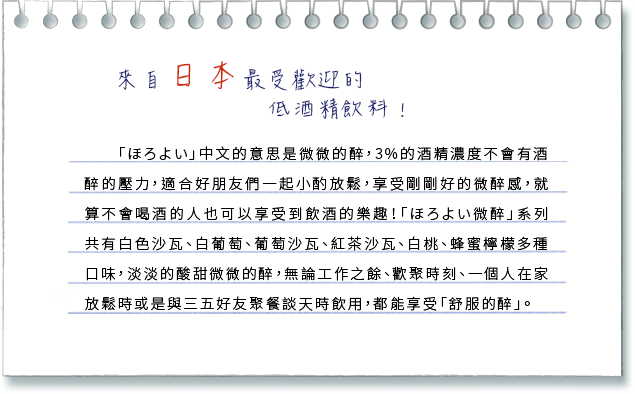 來自日本最受歡迎的
低酒精飲料！
「ほろよい」中文的意思是微微的醉，3%的酒精濃度不會有酒
醉的壓力，適合好朋友們一起小酌放鬆，享受剛剛好的微醉感，就
算不會喝酒的人也可以享受到飲酒的樂趣！「ほろよい微醉」系列
共有白色沙瓦、白葡萄、葡萄沙瓦、紅茶沙瓦、白桃、蜂蜜檸檬多種
口味，淡淡的酸甜微微的醉，無論工作之餘、歡聚時刻、一個人在家
放鬆時或是與三五好友聚餐談天時飲用，都能享受「舒服的醉」。